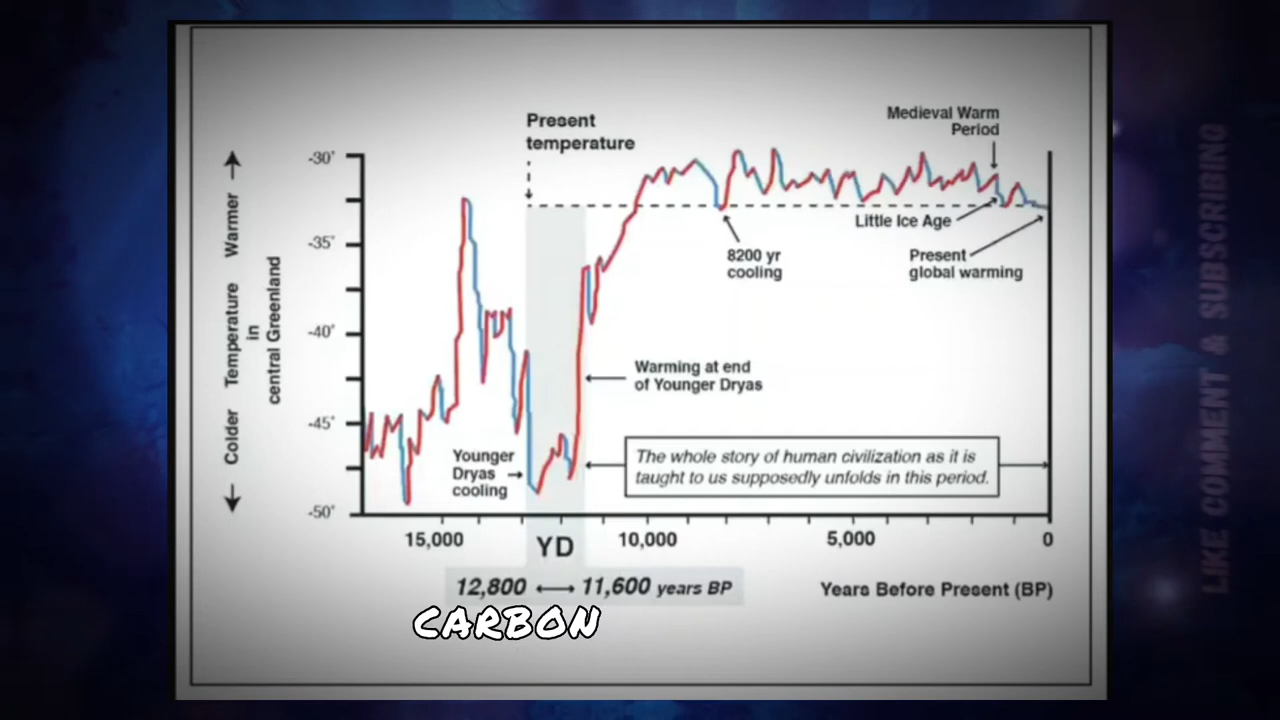 Medieval Warm
Period
Present
temperature
-30°
-35°
-40°
-45°
-50°
Colder Temperature Warmer
in
central Greenland
Little Ice Age
8200 yr
cooling
Present
global warming
Warming at end
of Younger Dryas
Younger
Dryas
cooling
The whole story of human civilization as it is
taught to us supposedly unfolds in this period.
15,000 YD 10,000 5,000 0
12,800 11,600 years BP
Years Before Present (BP)
CARBON
LIKE COMMENT & SUBSCRIBING